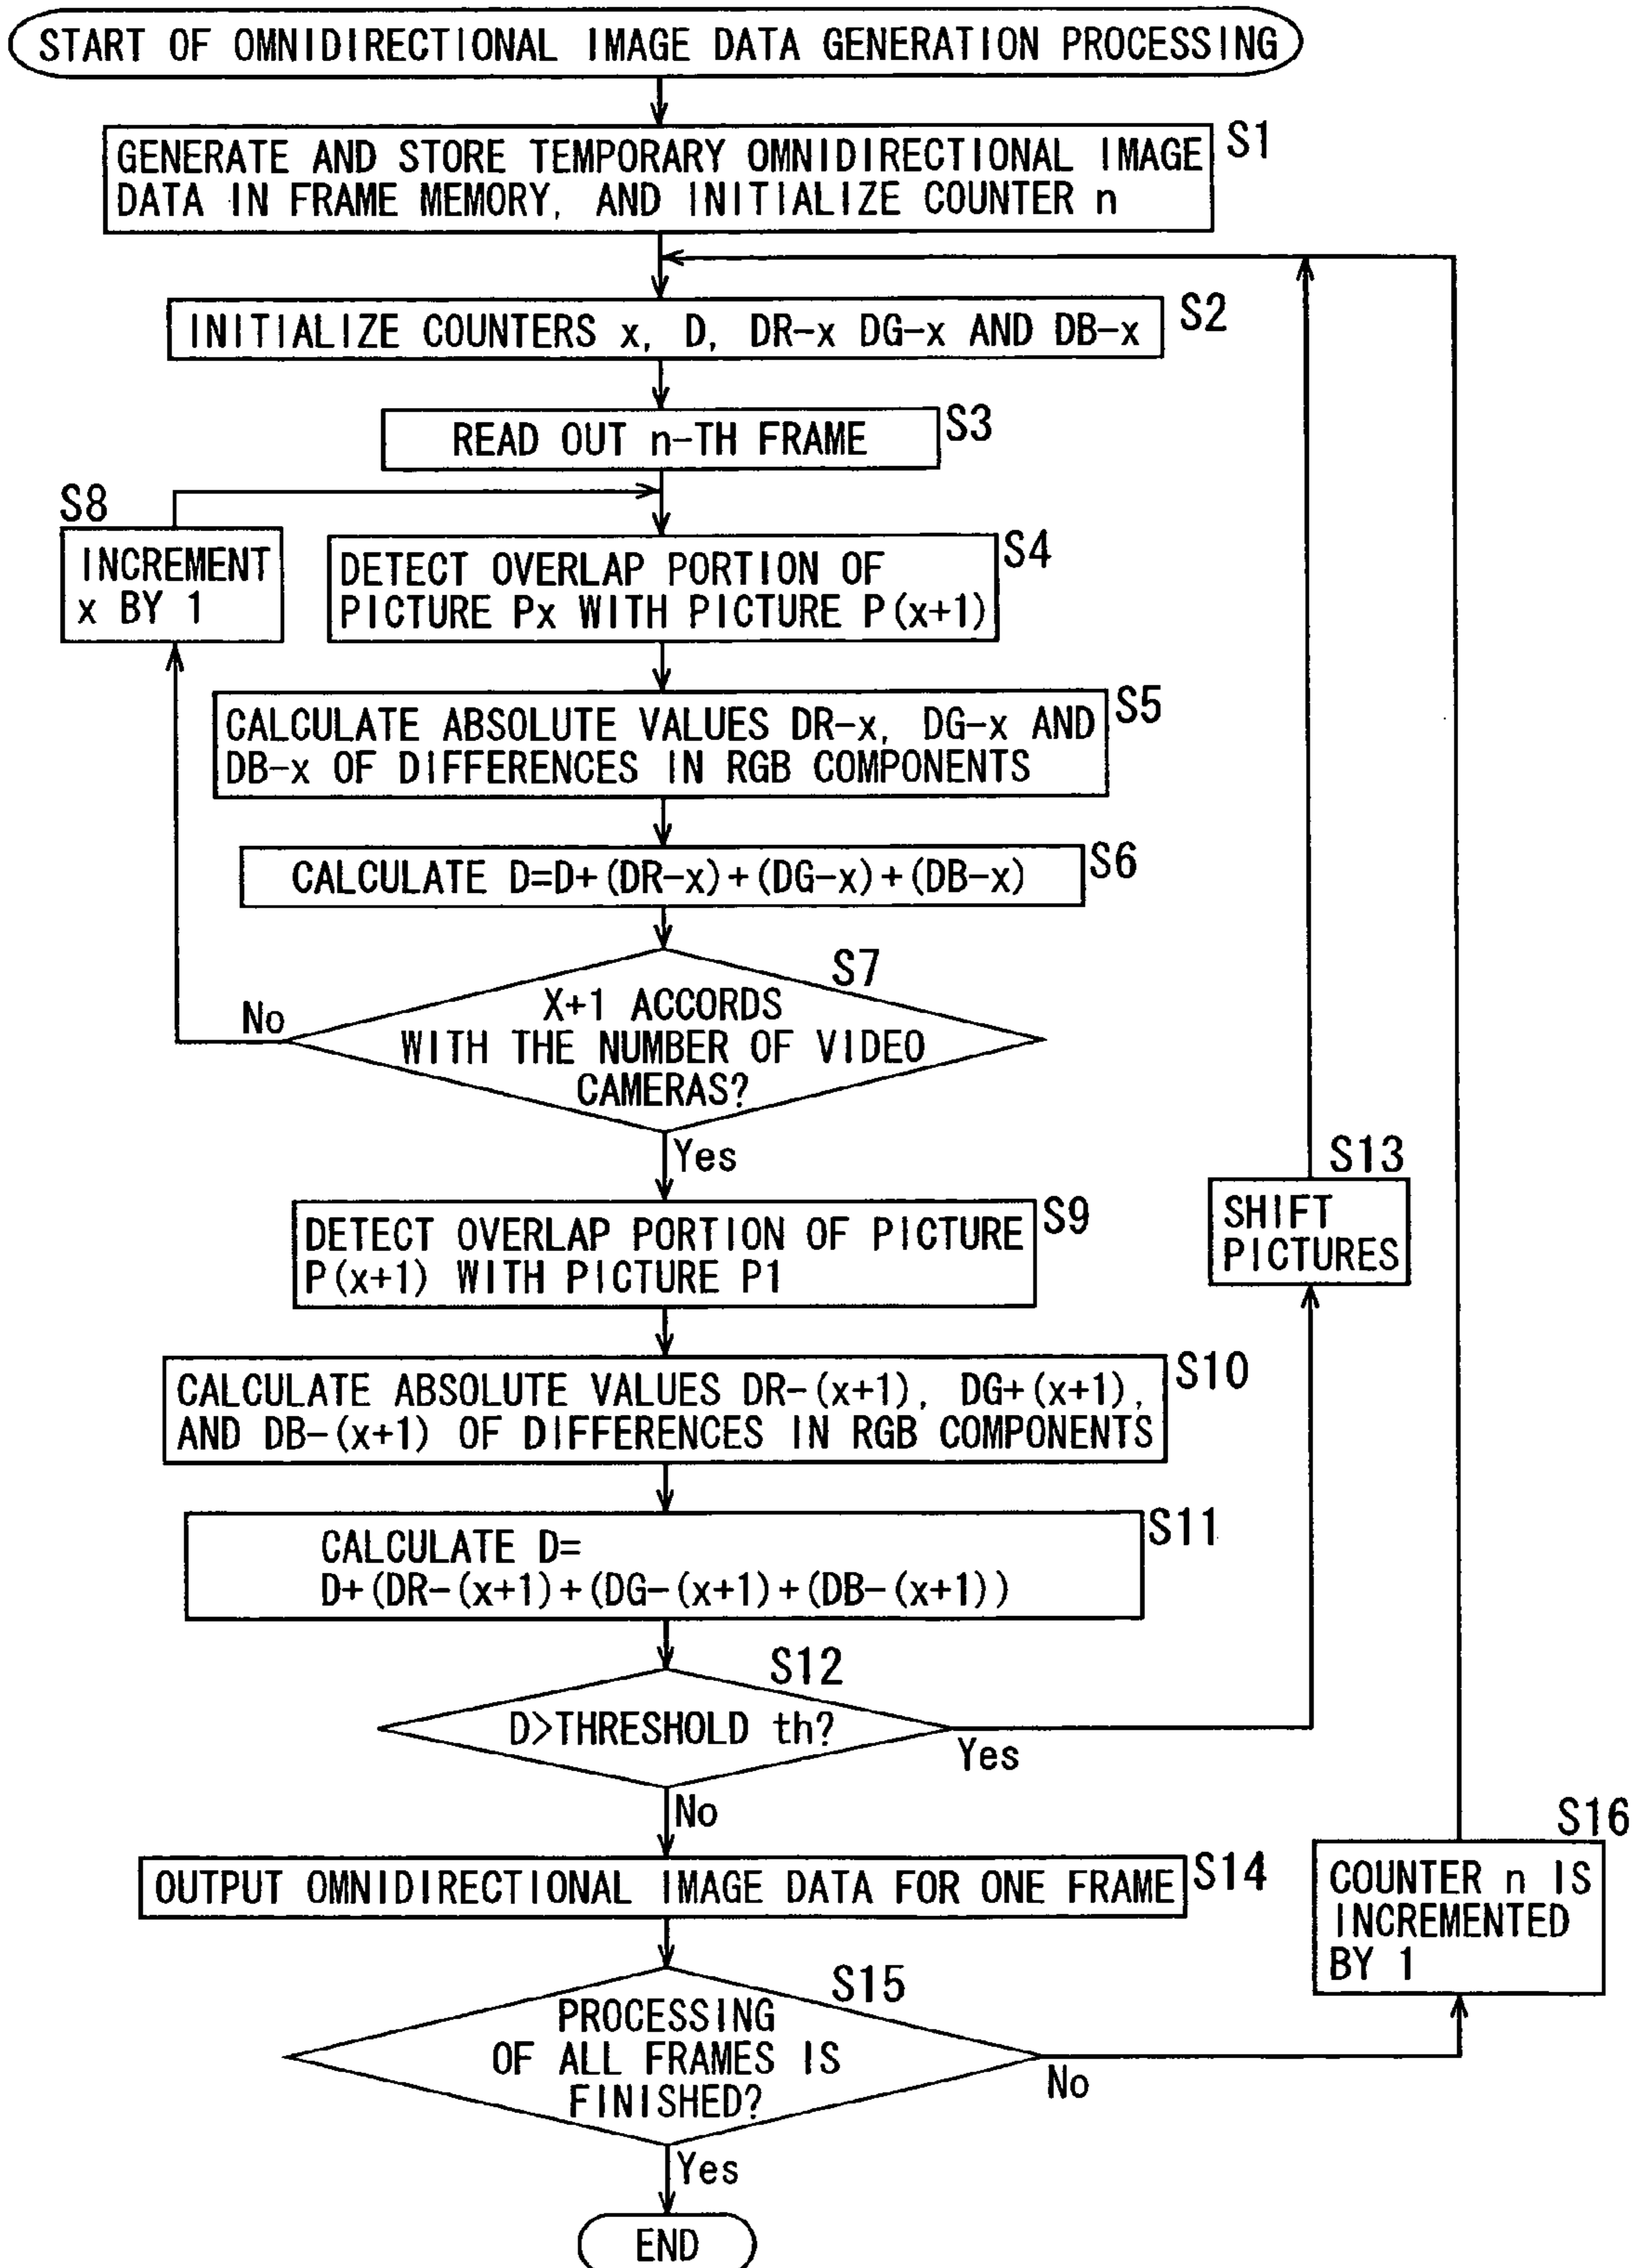 START OF OMNIDIRECTIONAL IMAGE DATA GENERATION PROCESSING
S1
GENERATE AND STORE TEMPORARY OMNIDIRECTIONAL IMAGE
DATA IN FRAME MEMORY, AND INITIALIZE COUNTER n
S2
INITIALIZE COUNTERS x, D, DR-x DG-x AND DB-x
S3
READ OUT n-TH FRAME
S8
INCREMENT
x BY 1
S4
DETECT OVERLAP PORTION OF
PICTURE Px WITH PICTURE P(x+1)
S5
CALCULATE ABSOLUTE VALUES DR-x, DG-x AND
DB-x OF DIFFERENCES IN RGB COMPONENTS
S6
CALCULATE D=D+(DR-x)+(DG-x)+(DB-x)
S7
X+1 ACCORDS
WITH THE NUMBER OF VIDEO
CAMERAS?
No
Yes
S13
SHIFT
PICTURES
S9
DETECT OVERLAP PORTION OF PICTURE
P(x+1) WITH PICTURE P1
S10
CALCULATE ABSOLUTE VALUES DR-(x+1), DG+(x+1),
AND DB-(x+1) OF DIFFERENCES IN RGB COMPONENTS
S11
CALCULATE D=
D+(DR-(x+1)+(DG-(x+1)+(DB-(x+1))
S12
D>THRESHOLD th?
Yes
No
S16
COUNTER n IS
INCREMENTED
BY 1
S14
OUTPUT OMNIDIRECTIONAL IMAGE DATA FOR ONE FRAME
S15
PROCESSING
OF ALL FRAMES IS
FINISHED?
No
Yes
END